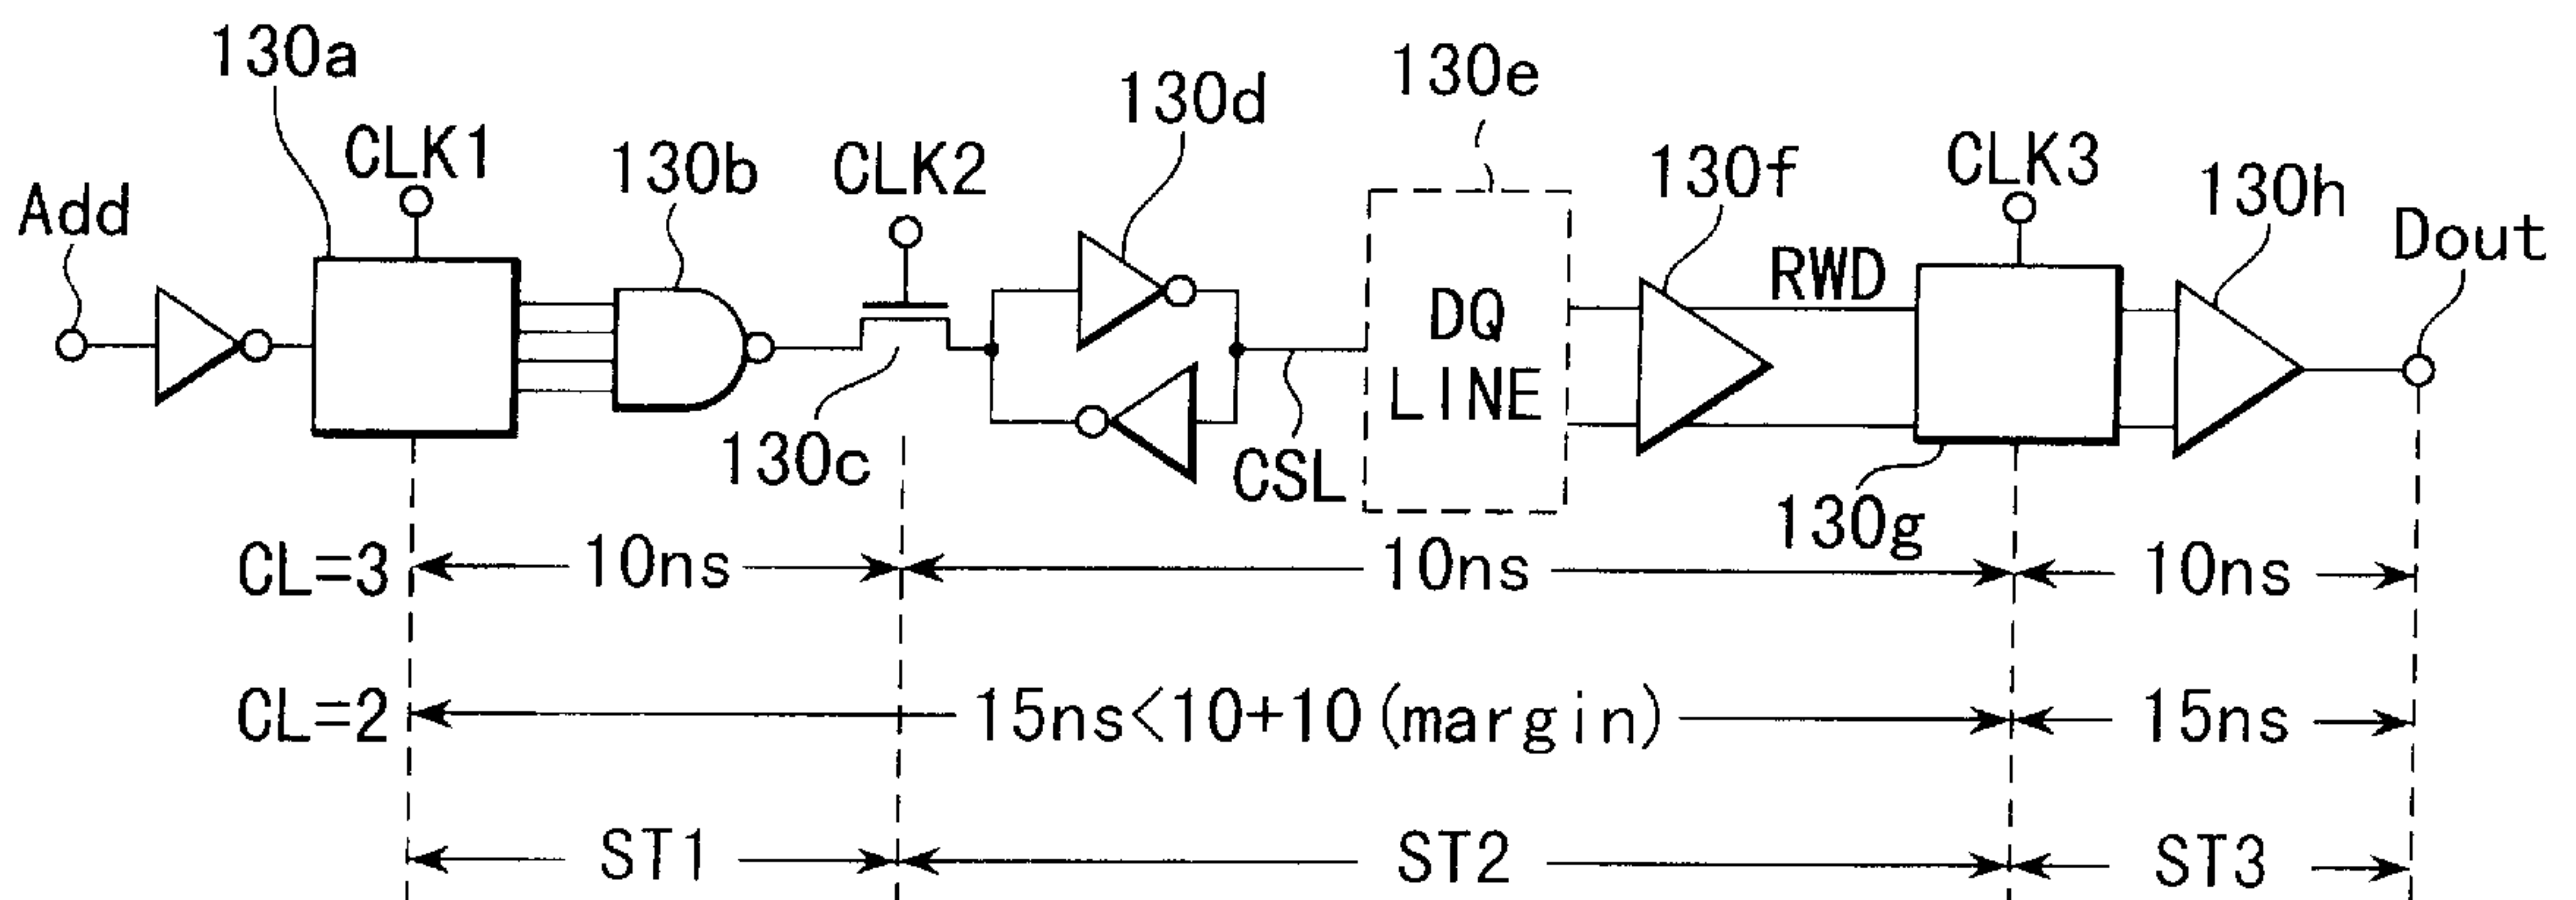 130a
130d
130e
CLK1
130b
CLK2
130f
CLK3
130h
Add
Dout
RWD
DQ
LINE
130c
CSL
130g
CL=3
10ns
10ns
10ns
CL=2
15ns<10+10(margin)
15ns
ST1
ST2
ST3